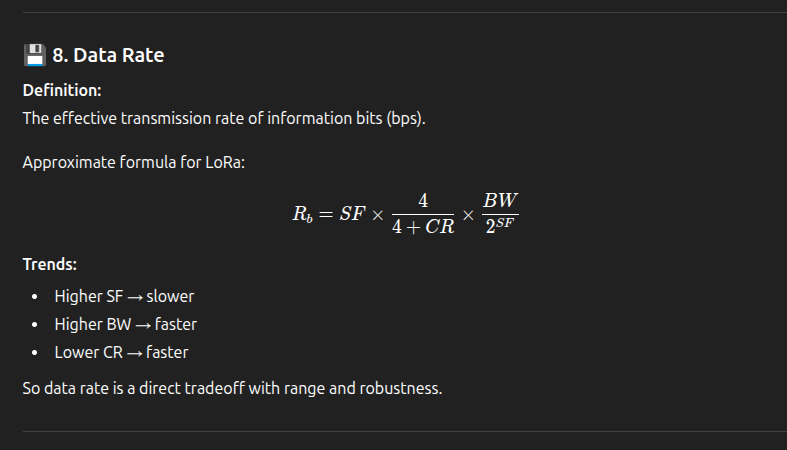 💾 8. Data Rate
Definition:
The effective transmission rate of information bits (bps).
Approximate formula for LoRa:
R_b = SF × \frac{4}{4 + CR} × \frac{BW}{2^{SF}}
Trends:
• Higher SF → slower
• Higher BW → faster
• Lower CR → faster
So data rate is a direct tradeoff with range and robustness.